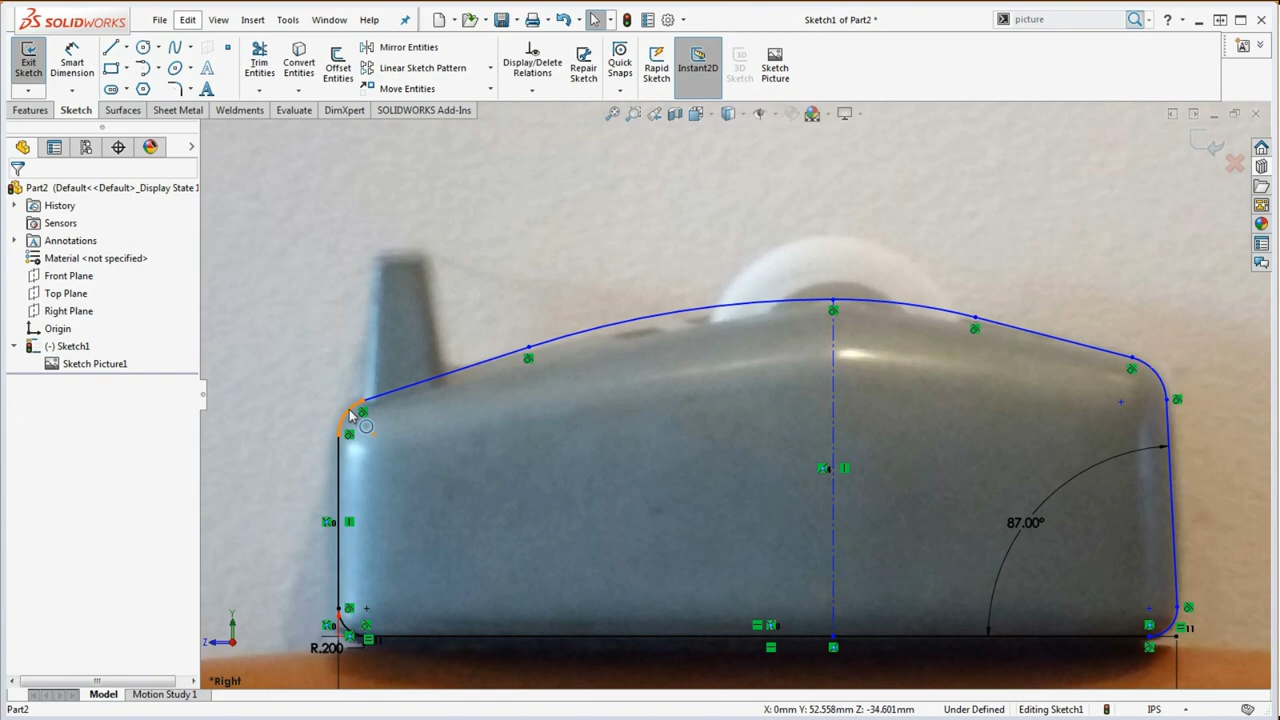 SOLIDWORKS File Edit View Insert Tools Window Help Sketch1 of Part2 * picture ?
Exit Sketch
Smart Dimension
Trim Entities
Convert Entities
Offset Entities
Mirror Entities
Linear Sketch Pattern
Move Entities
Display/Delete Relations
Repair Sketch
Quick Snaps
Rapid Sketch
Instant2D
3D Sketch
Sketch Picture
Features Sketch Surfaces Sheet Metal Weldments Evaluate DimXpert SOLIDWORKS Add-Ins
Part2 (Default<<Default>_Display State 1
History
Sensors
Annotations
Material <not specified>
Front Plane
Top Plane
Right Plane
Origin
(-) Sketch1
Sketch Picture1
87.00°
R.200
11
Y
Z
*Right
Model Motion Study 1
Part2 X: 0mm Y: 52.558mm Z: -34.601mm Under Defined Editing Sketch1 IPS